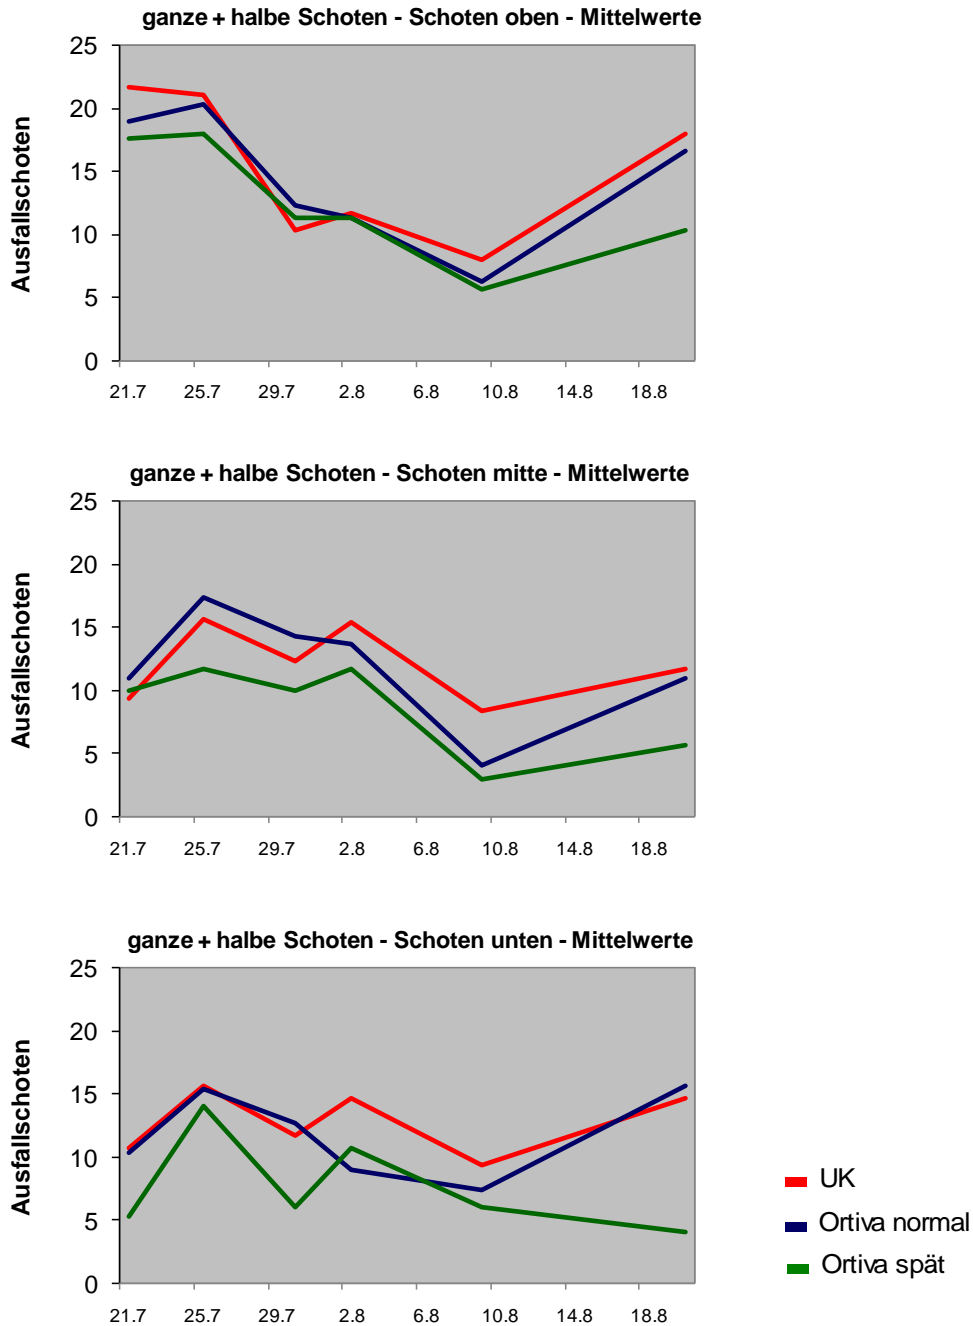 ganze + halbe Schoten - Schoten oben - Mittelwerte
25
20
15
10
5
0
Ausfallschoten
21.7 25.7 29.7 2.8 6.8 10.8 14.8 18.8
ganze + halbe Schoten - Schoten mitte - Mittelwerte
25
20
15
10
5
0
Ausfallschoten
21.7 25.7 29.7 2.8 6.8 10.8 14.8 18.8
ganze + halbe Schoten - Schoten unten - Mittelwerte
25
20
15
10
5
0
Ausfallschoten
21.7 25.7 29.7 2.8 6.8 10.8 14.8 18.8
UK
Ortiva normal
Ortiva spät